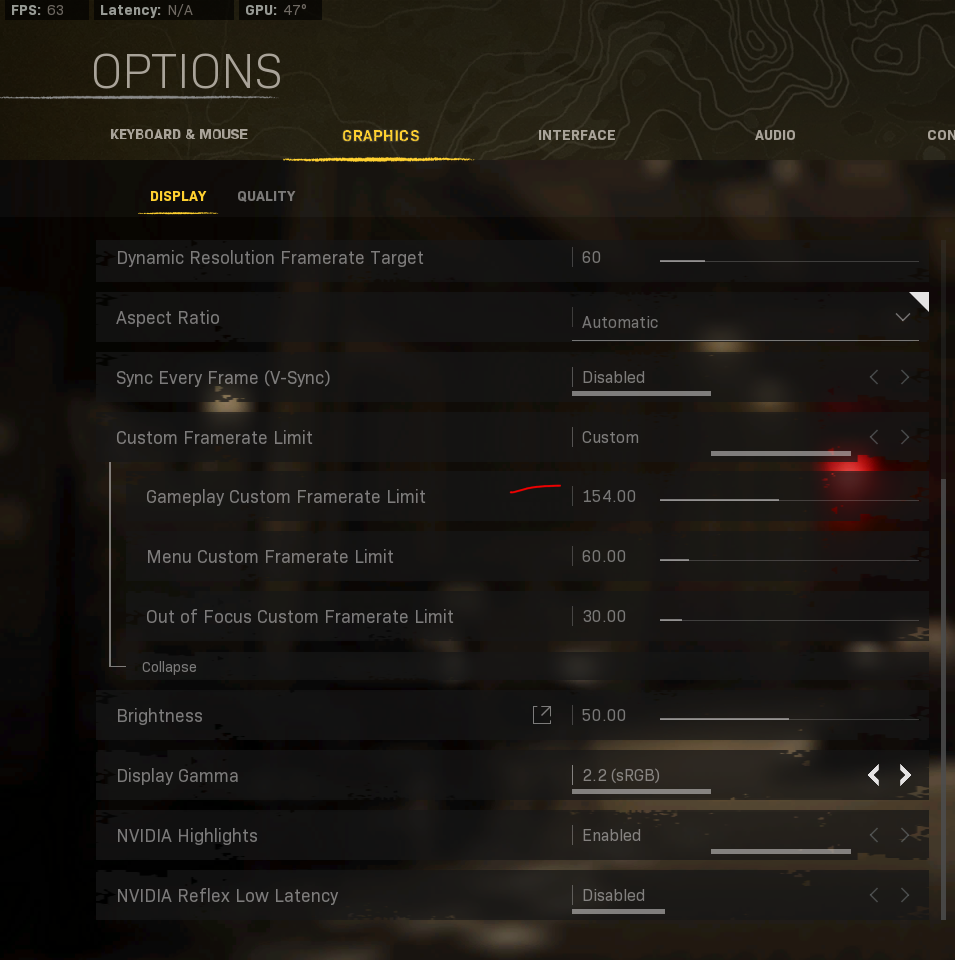 FPS: 63 Latency: N/A GPU: 47°
OPTIONS
KEYBOARD & MOUSE GRAPHICS INTERFACE AUDIO CON
DISPLAY QUALITY
Dynamic Resolution Framerate Target 60
Aspect Ratio Automatic
Sync Every Frame (V-Sync) Disabled
Custom Framerate Limit Custom
Gameplay Custom Framerate Limit 154.00
Menu Custom Framerate Limit 60.00
Out of Focus Custom Framerate Limit 30.00
Collapse
Brightness 50.00
Display Gamma 2.2 (sRGB)
NVIDIA Highlights Enabled
NVIDIA Reflex Low Latency Disabled